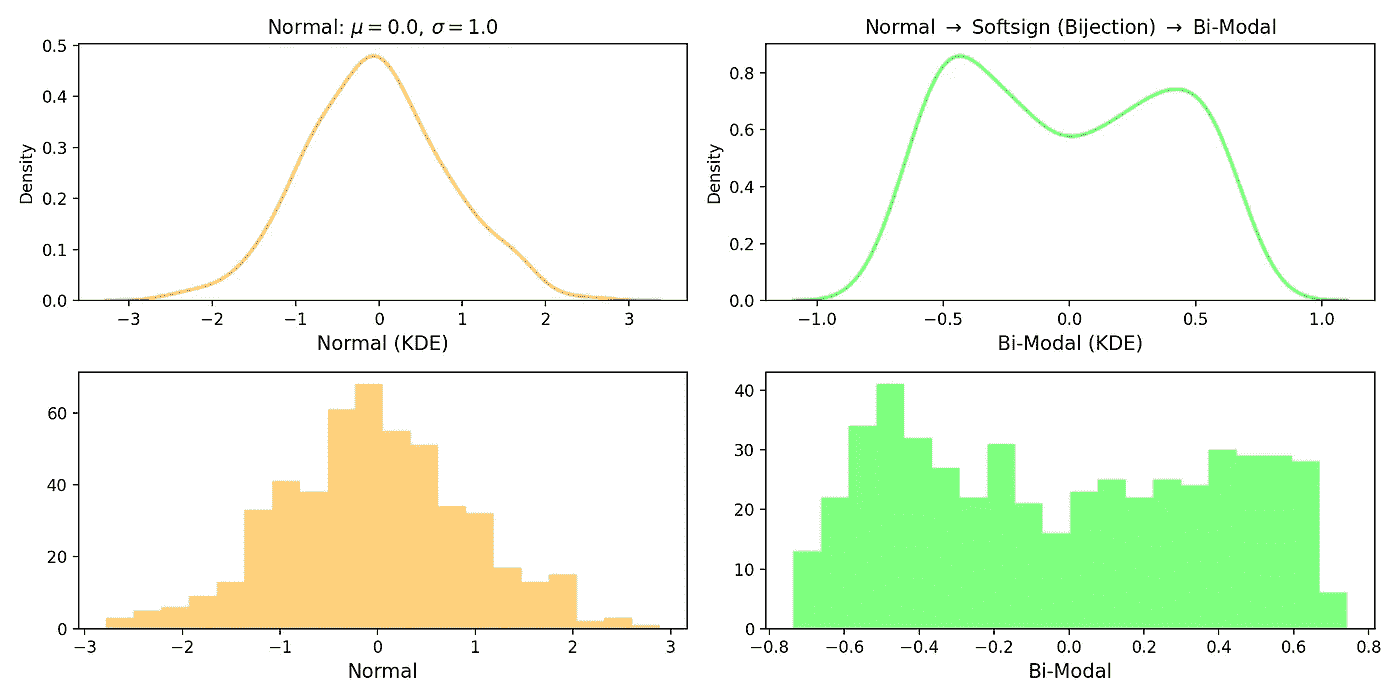 Normal: μ = 0.0, σ = 1.0
Density
0.5
0.4
0.3
0.2
0.1
0.0
−3 −2 −1 0 1 2 3
Normal (KDE)
Normal → Softsign (Bijection) → Bi-Modal
Density
0.8
0.6
0.4
0.2
0.0
−1.0 −0.5 0.0 0.5 1.0
Bi-Modal (KDE)
60
40
20
0
−3 −2 −1 0 1 2 3
Normal
40
30
20
10
0
−0.8 −0.6 −0.4 −0.2 0.0 0.2 0.4 0.6 0.8
Bi-Modal